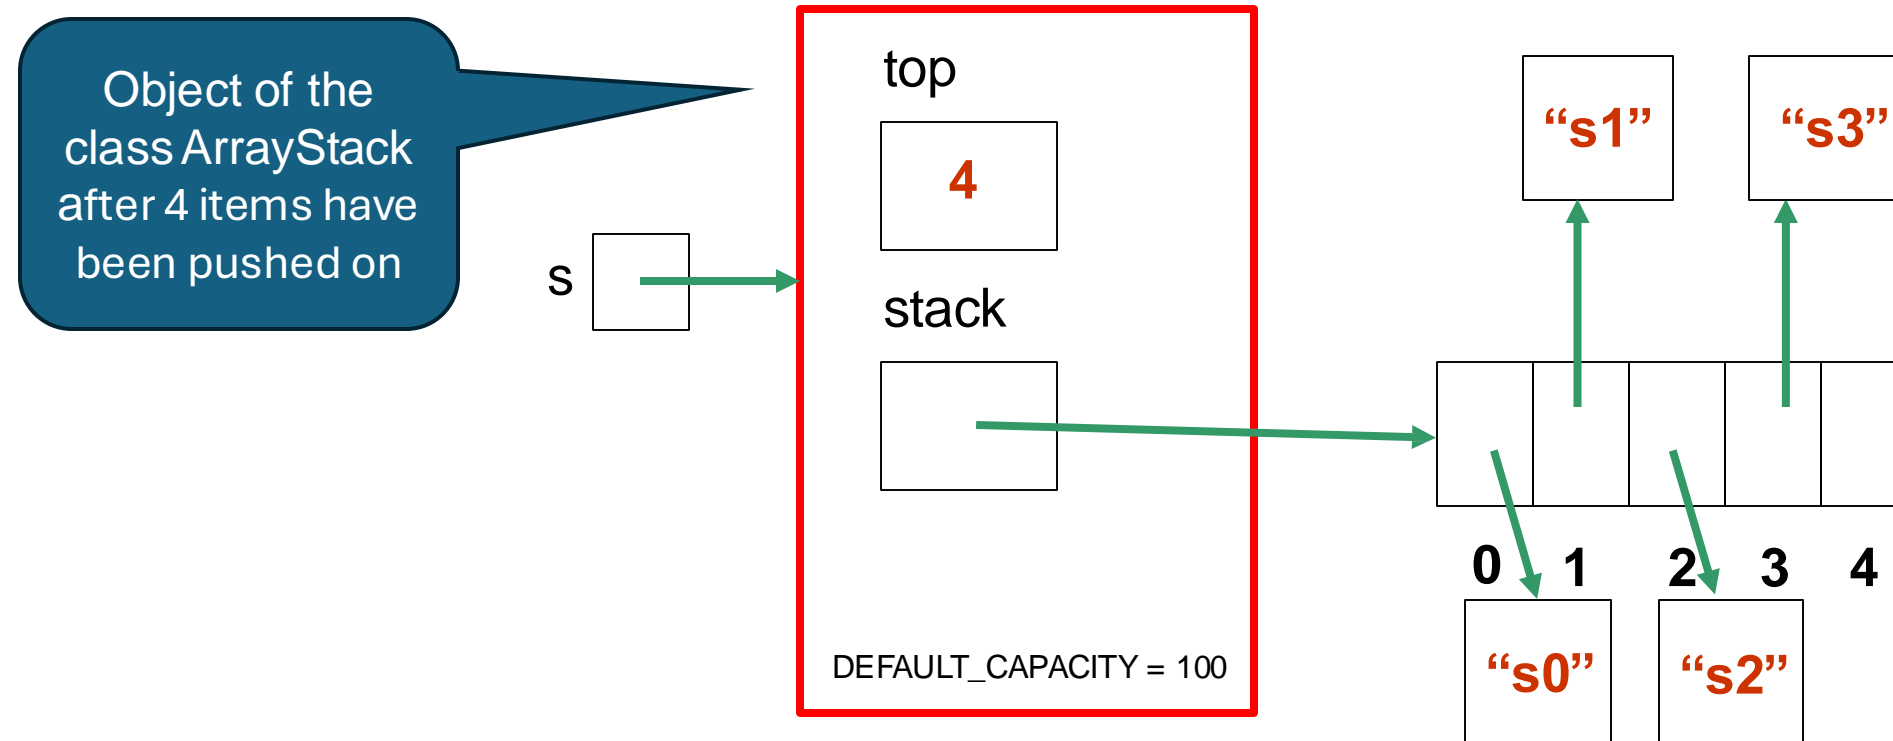 Object of the
class ArrayStack
after 4 items have
been pushed on
s
top
4
stack
DEFAULT_CAPACITY = 100
“s1”
“s3”
0 1 2 3 4
“s0”
“s2”